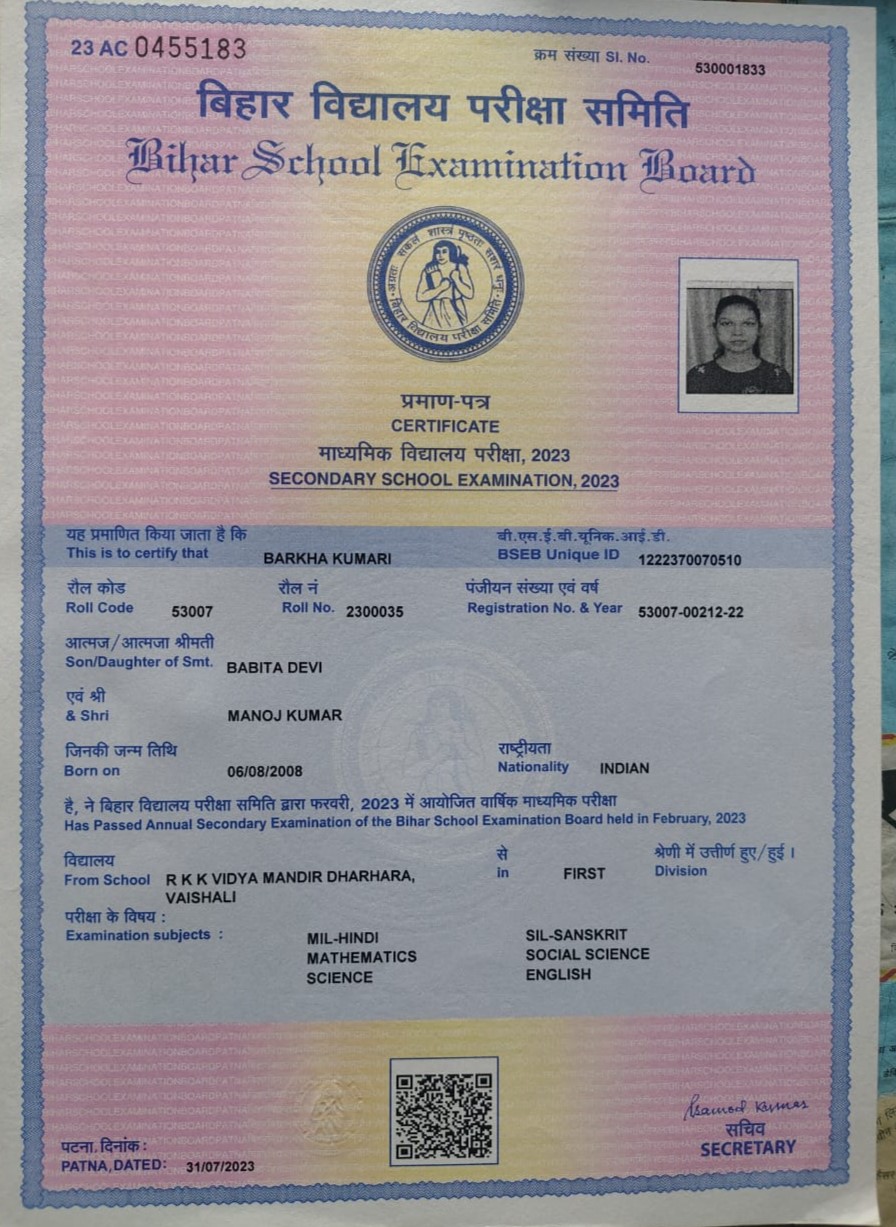 23 AC 0455183
क्रम संख्या Sl. No. 530001833
बिहार विद्यालय परीक्षा समिति
Bihar School Examination Board
प्रमाण-पत्र
CERTIFICATE
माध्यमिक विद्यालय परीक्षा, 2023
SECONDARY SCHOOL EXAMINATION, 2023
यह प्रमाणित किया जाता है कि
This is to certify that BARKHA KUMARI
बी.एस.ई.बी.यूनिक.आई.डी.
BSEB Unique ID 1222370070510
रौल कोड
Roll Code 53007
रौल नं
Roll No. 2300035
पंजीयन संख्या एवं वर्ष
Registration No. & Year 53007-00212-22
आत्मज/आत्मजा श्रीमती
Son/Daughter of Smt. BABITA DEVI
एवं श्री
& Shri MANOJ KUMAR
जिनकी जन्म तिथि
Born on 06/08/2008
राष्ट्रीयता
Nationality INDIAN
है, ने बिहार विद्यालय परीक्षा समिति द्वारा फरवरी, 2023 में आयोजित वार्षिक माध्यमिक परीक्षा
Has Passed Annual Secondary Examination of the Bihar School Examination Board held in February, 2023
विद्यालय
From School R K K VIDYA MANDIR DHARHARA,
VAISHALI
से
in FIRST
श्रेणी में उत्तीर्ण हुए/हुई।
Division
परीक्षा के विषय :
Examination subjects :
MIL-HINDI SIL-SANSKRIT
MATHEMATICS SOCIAL SCIENCE
SCIENCE ENGLISH
पटना, दिनांक :
PATNA, DATED: 31/07/2023
सचिव
SECRETARY